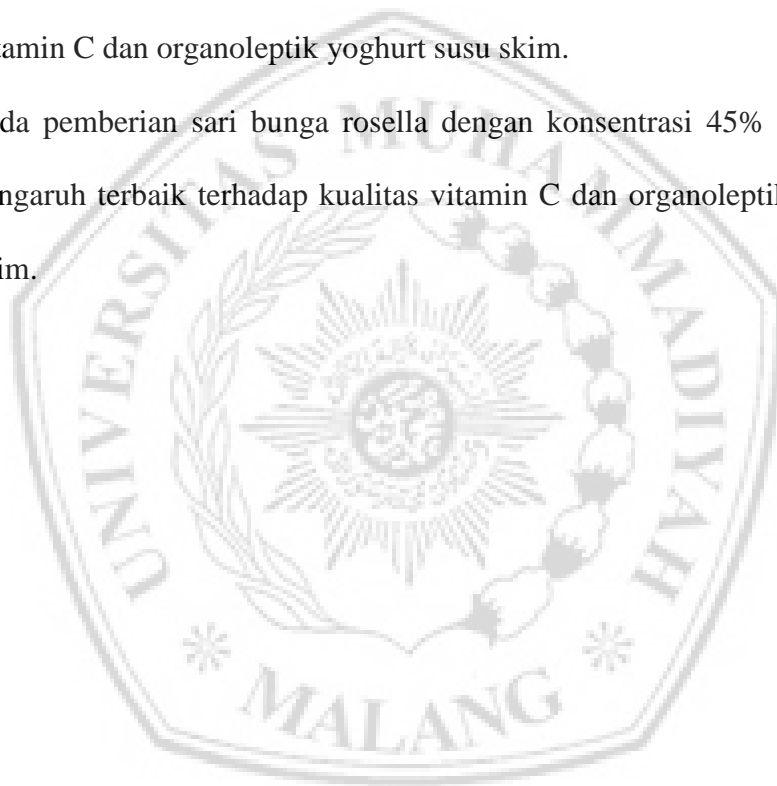 tamin C dan organoleptik yoghurt susu skim.
da pemberian sari bunga rosella dengan konsentrasi 45%
ngaruh terbaik terhadap kualitas vitamin C dan organolepti
im.
UNIVERSITAS MUHAMMADIYAH
MALANG